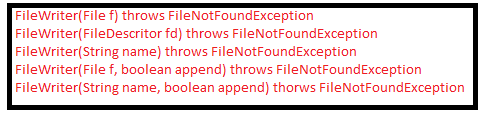 FileWriter(File f) throws FileNotFoundException
FileWriter(FileDescritor fd) throws FileNotFoundException
FileWriter(String name) throws FileNotFoundException
FileWriter(File f, boolean append) throws FileNotFoundException
FileWriter(String name, boolean append) thorws FileNotFoundException